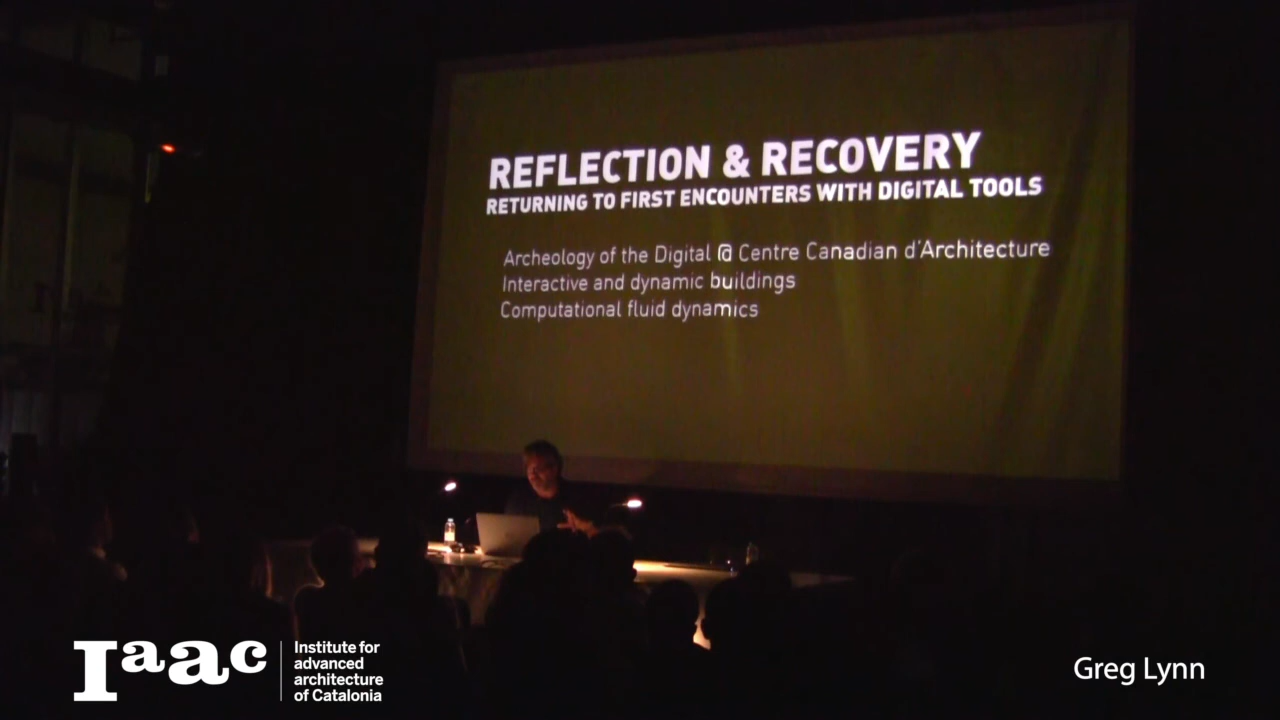 REFLECTION & RECOVERY
RETURNING TO FIRST ENCOUNTERS WITH DIGITAL TOOLS
Archeology of the Digital @ Centre Canadian d'Architecture
Interactive and dynamic buildings
Computational fluid dynamics
Iaac
Institute for
advanced
architecture
of Catalonia
Greg Lynn